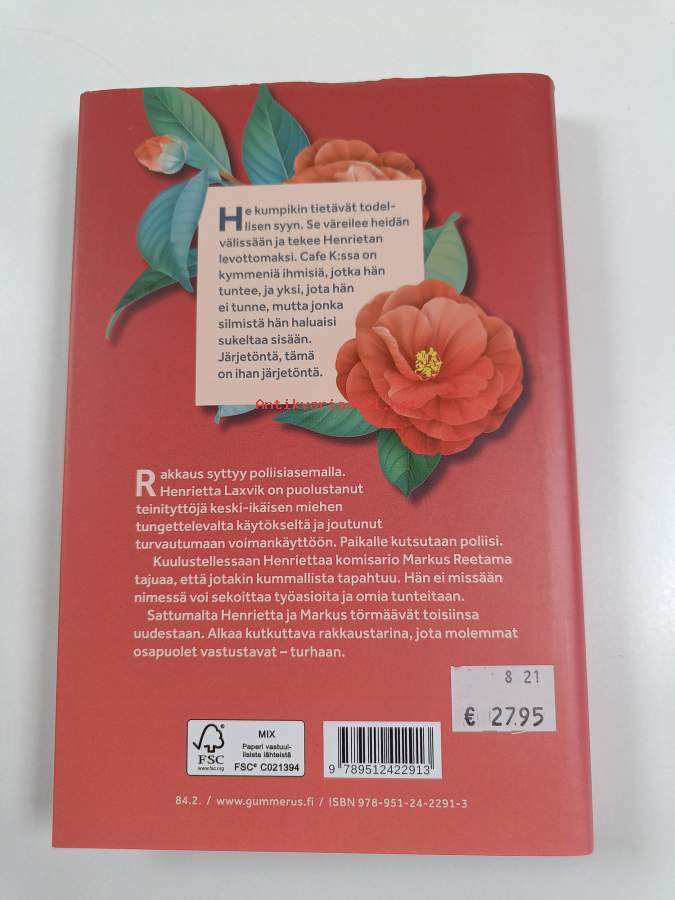 He kumpikin tietävät todel-
lisen syyn. Se väreilee heidän
välissään ja tekee Henrietan
levottomaksi. Cafe K:ssa on
kymmeniä ihmisiä, jotka hän
tuntee, ja yksi, jota hän
ei tunne, mutta jonka
silmistä hän haluaisi
sukeltaa sisään.
Järjetöntä, tämä
on ihan järjetöntä.
Rakkaus syttyy poliisiasemalla.
Henrietta Laxvik on puolustanut
teinityttöjä keski-ikäisen miehen
tungettelevalta käytökseltä ja joutunut
turvautumaan voimankäyttöön. Paikalle kutsutaan poliisi.
Kuulustellessaan Henriettaa komisario Markus Reetama
tajuaa, että jotakin kummallista tapahtuu. Hän ei missään
nimessä voi sekoittaa työasioita ja omia tunteitaan.
Sattumalta Henrietta ja Markus törmäävät toisiinsa
uudestaan. Alkaa kutkuttava rakkaustarina, jota molemmat
osapuolet vastustavat – turhaan.
8 21
€ 27.95
FSC
www.fsc.org
MIX
Paperi vastuul-
lisista lähteistä
FSC® C021394
9 789512 422913
84.2. / www.gummerus.fi / ISBN 978-951-24-2291-3